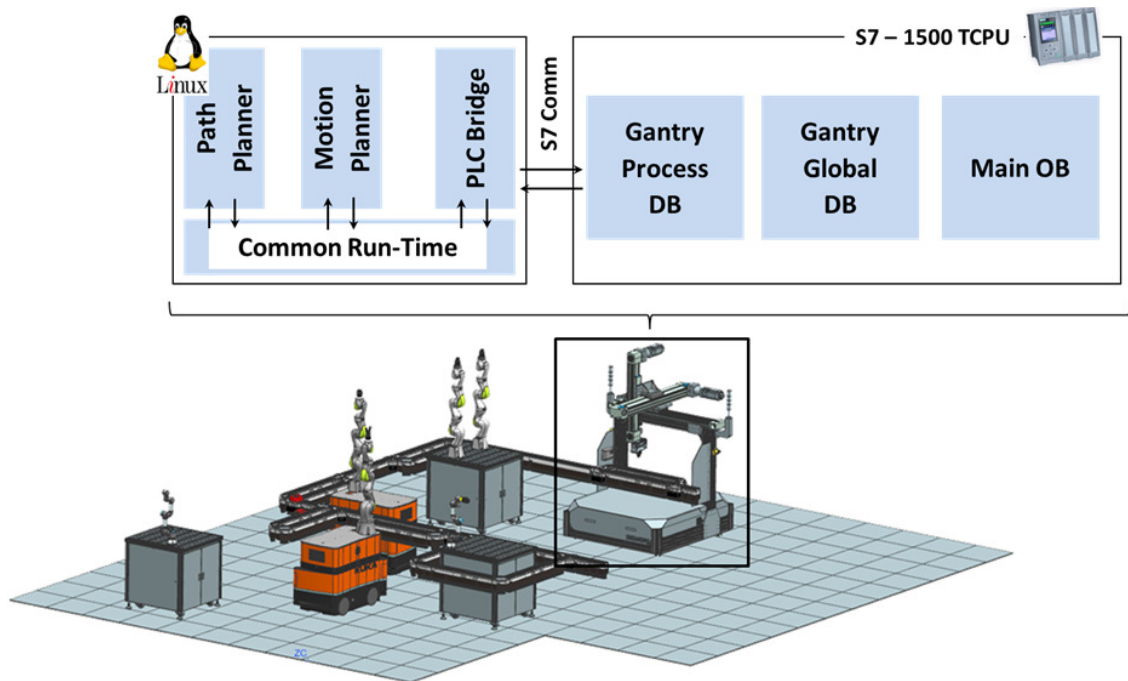 Linux
S7 – 1500 TCPU
Path
Planner
Motion
Planner
PLC Bridge
S7 Comm
Gantry
Process
DB
Gantry
Global
DB
Main OB
Common Run-Time
KUKA
ZC